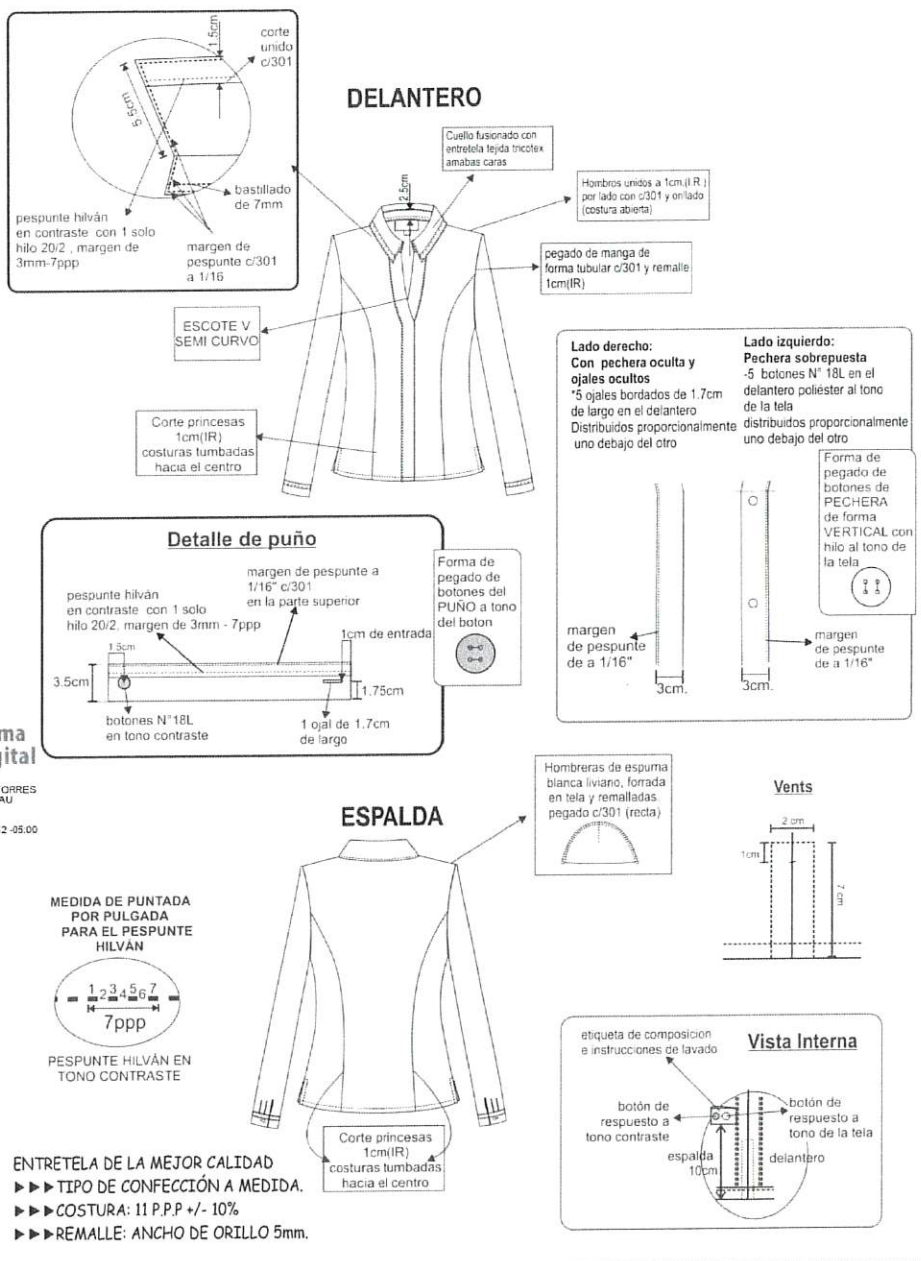 1.5cm
corte
unido
c/301
5.5cm
bastillado
de 7mm
pespunte hilván
en contraste con 1 solo
hilo 20/2 , margen de
3mm-7ppp
margen de
pespunte c/301
a 1/16
DELANTERO
Cuello fusionado con
entretela tejida tricotex
amabas caras
2.5cm
Hombros unidos a 1cm.(I.R )
por lado con c/301 y orillado
(costura abierta)
pegado de manga de
forma tubular c/301 y remalle
1cm(IR)
ESCOTE V
SEMI CURVO
Corte princesas
1cm(IR)
costuras tumbadas
hacia el centro
Lado derecho:
Con pechera oculta y
ojales ocultos
*5 ojales bordados de 1.7cm
de largo en el delantero
Distribuidos proporcionalmente
uno debajo del otro
Lado izquierdo:
Pechera sobrepuesta
-5 botones N° 18L en el
delantero poliéster al tono
de la tela
distribuidos proporcionalmente
uno debajo del otro
Forma de
pegado de
botones de
PECHERA
de forma
VERTICAL con
hilo al tono de
la tela
margen
de pespunte
de a 1/16"
3cm.
3cm.
margen
de pespunte
de a 1/16"
Detalle de puño
pespunte hilván
en contraste con 1 solo
hilo 20/2, margen de 3mm - 7ppp
margen de pespunte a
1/16" c/301
en la parte superior
1cm de entrada
1.5cm
3.5cm
1.75cm
botones N°18L
en tono contraste
1 ojal de 1.7cm
de largo
Forma de
pegado de
botones del
PUÑO a tono
del boton
ma
gital
ORRES
AU
2 -05:00
ESPALDA
Hombreras de espuma
blanca liviano, forrada
en tela y remalladas.
pegado c/301 (recta)
Vents
2 cm
1cm
7 cm
MEDIDA DE PUNTADA
POR PULGADA
PARA EL PESPUNTE
HILVÁN
1 2 3 4 5 6 7
7ppp
PESPUNTE HILVÁN EN
TONO CONTRASTE
Corte princesas
1cm(IR)
costuras tumbadas
hacia el centro
etiqueta de composicion
e instrucciones de lavado
Vista Interna
botón de
respuesto a
tono contraste
botón de
respuesto a
tono de la tela
espalda
10cm
delantero
ENTRETELA DE LA MEJOR CALIDAD
►►►TIPO DE CONFECCIÓN A MEDIDA.
►►►COSTURA: 11 P.P.P +/- 10%
►►►REMALLE: ANCHO DE ORILLO 5mm.